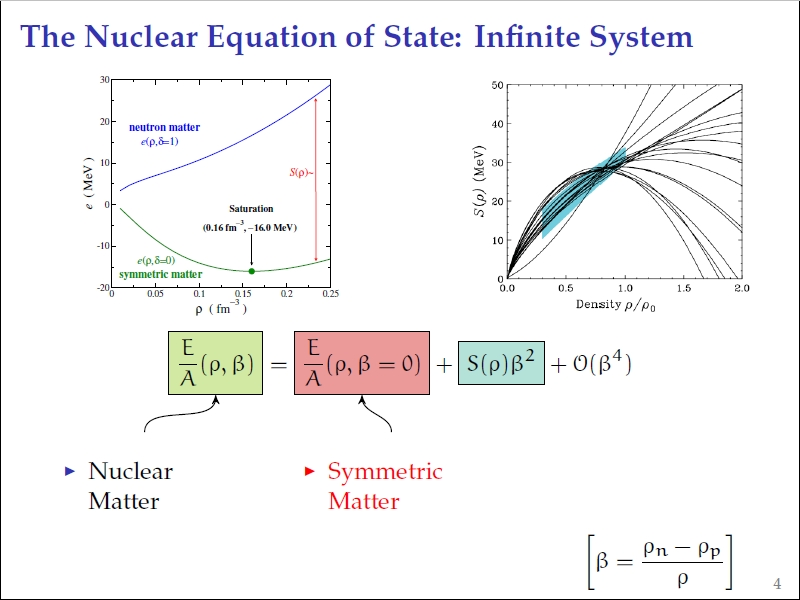 The Nuclear Equation of State: Infinite System
30
20
10
0
-10
-20
0
0.05
0.1
0.15
0.2
0.25
e ( MeV )
ρ ( fm⁻³ )
neutron matter
e(ρ,δ=1)
S(ρ)~
Saturation
(0.16 fm⁻³, −16.0 MeV)
e(ρ,δ=0)
symmetric matter
50
40
30
20
10
0
0.0
0.5
1.0
1.5
2.0
S(ρ) (MeV)
Density ρ/ρ₀
E/A (ρ, β) = E/A (ρ, β = 0) + S(ρ)β² + O(β⁴)
▶ Nuclear
Matter
▶ Symmetric
Matter
[β = (ρn − ρp)/ρ]
4